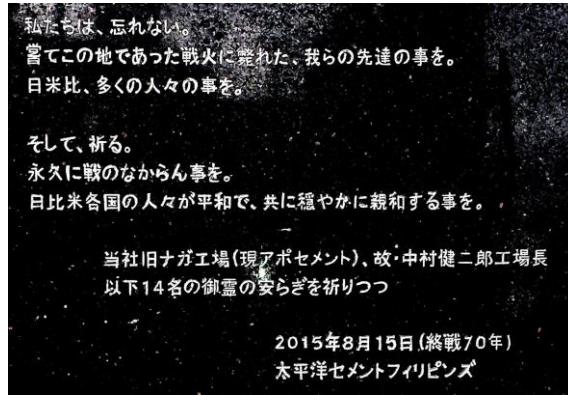 私たちは、忘れない。
嘗てこの地であった戦火に斃れた、我らの先達の事を。
日米比、多くの人々の事を。
そして、祈る。
永久に戦のなからん事を。
日比米各国の人々が平和で、共に穏やかに親和する事を。
当社旧ナガ工場(現アポセメント)、故・中村健二郎工場長
以下14名の御霊の安らぎを祈りつつ
2015年8月15日(終戦70年)
太平洋セメントフィリピンズ